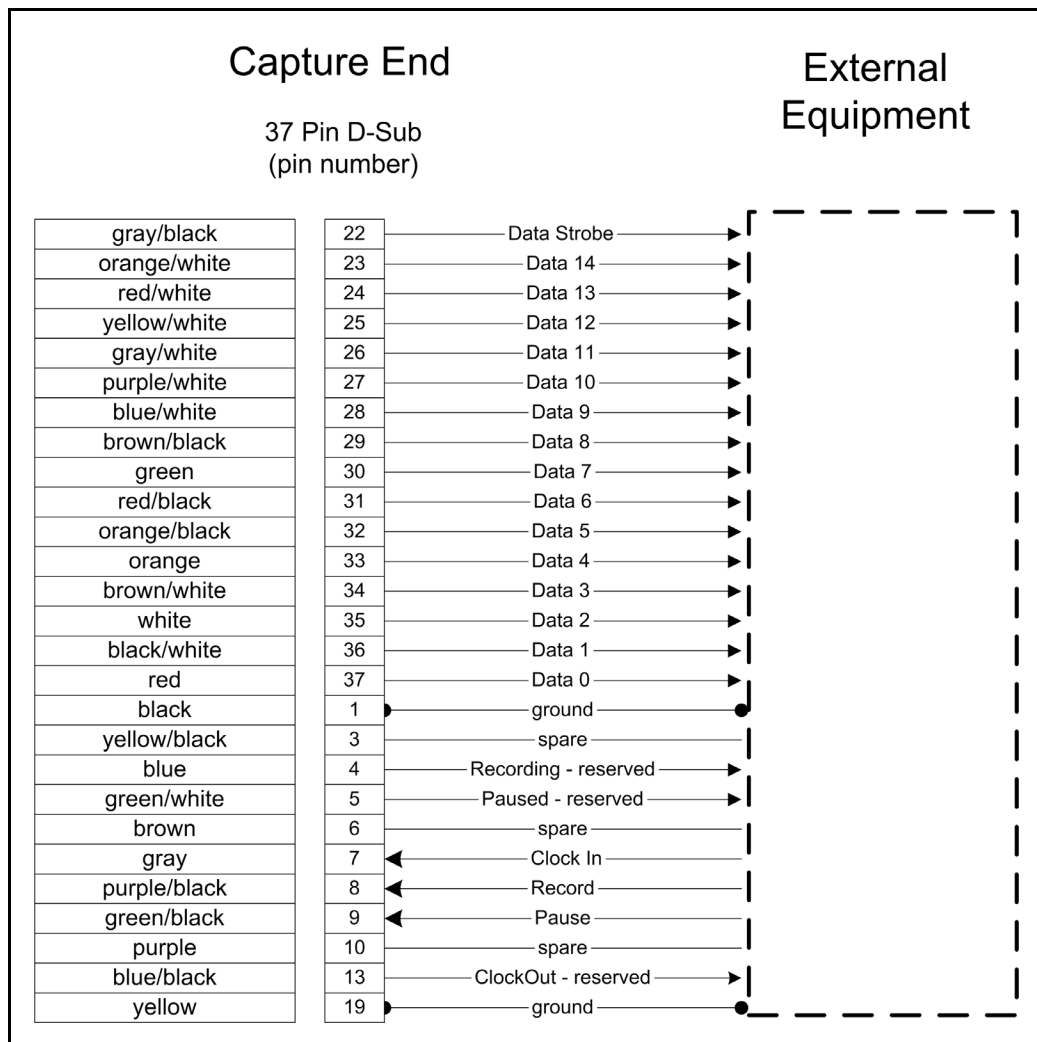 Capture End
External
Equipment
37 Pin D-Sub
(pin number)
gray/black 22 Data Strobe
orange/white 23 Data 14
red/white 24 Data 13
yellow/white 25 Data 12
gray/white 26 Data 11
purple/white 27 Data 10
blue/white 28 Data 9
brown/black 29 Data 8
green 30 Data 7
red/black 31 Data 6
orange/black 32 Data 5
orange 33 Data 4
brown/white 34 Data 3
white 35 Data 2
black/white 36 Data 1
red 37 Data 0
black 1 ground
yellow/black 3 spare
blue 4 Recording - reserved
green/white 5 Paused - reserved
brown 6 spare
gray 7 Clock In
purple/black 8 Record
green/black 9 Pause
purple 10 spare
blue/black 13 ClockOut - reserved
yellow 19 ground